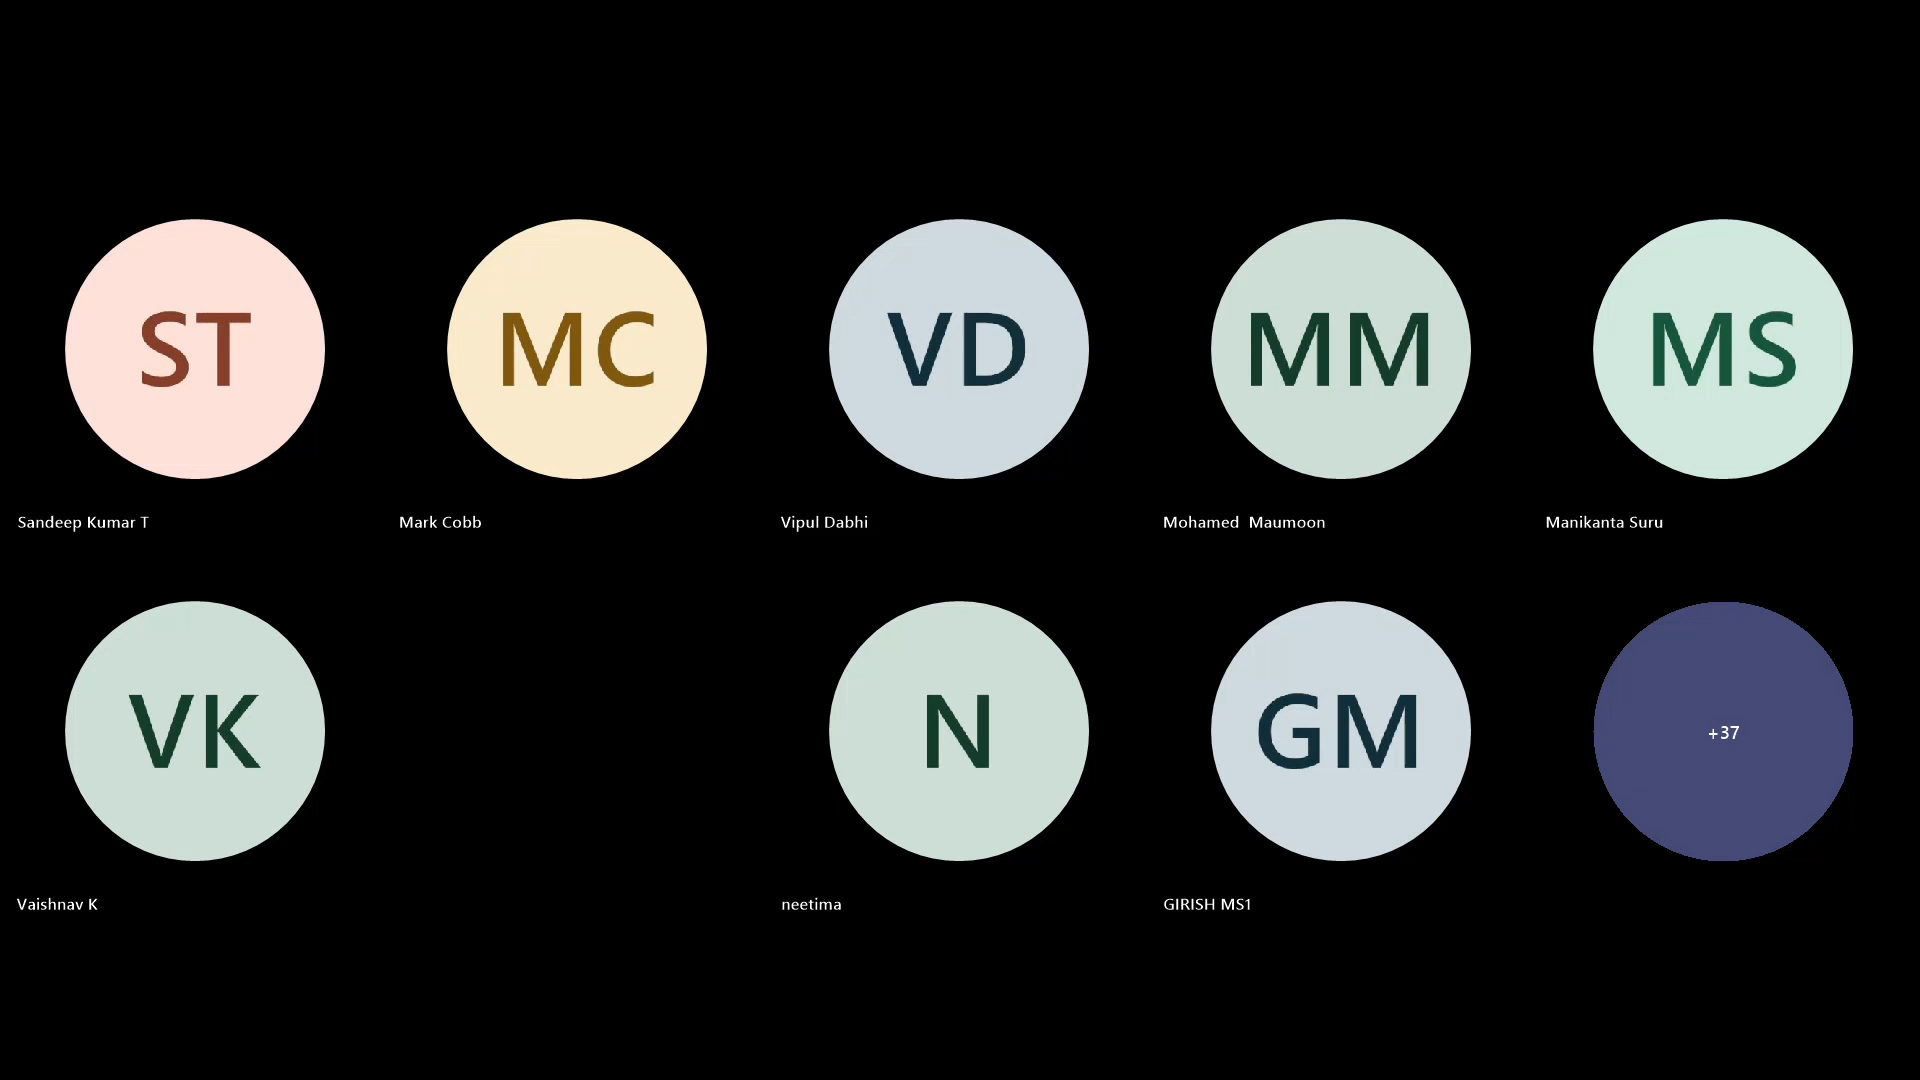 ST
MC
VD
MM
MS
Sandeep Kumar T
Mark Cobb
Vipul Dabhi
Mohamed  Maumoon
Manikanta Suru
VK
N
GM
+37
Vaishnav K
neetima
GIRISH MS1